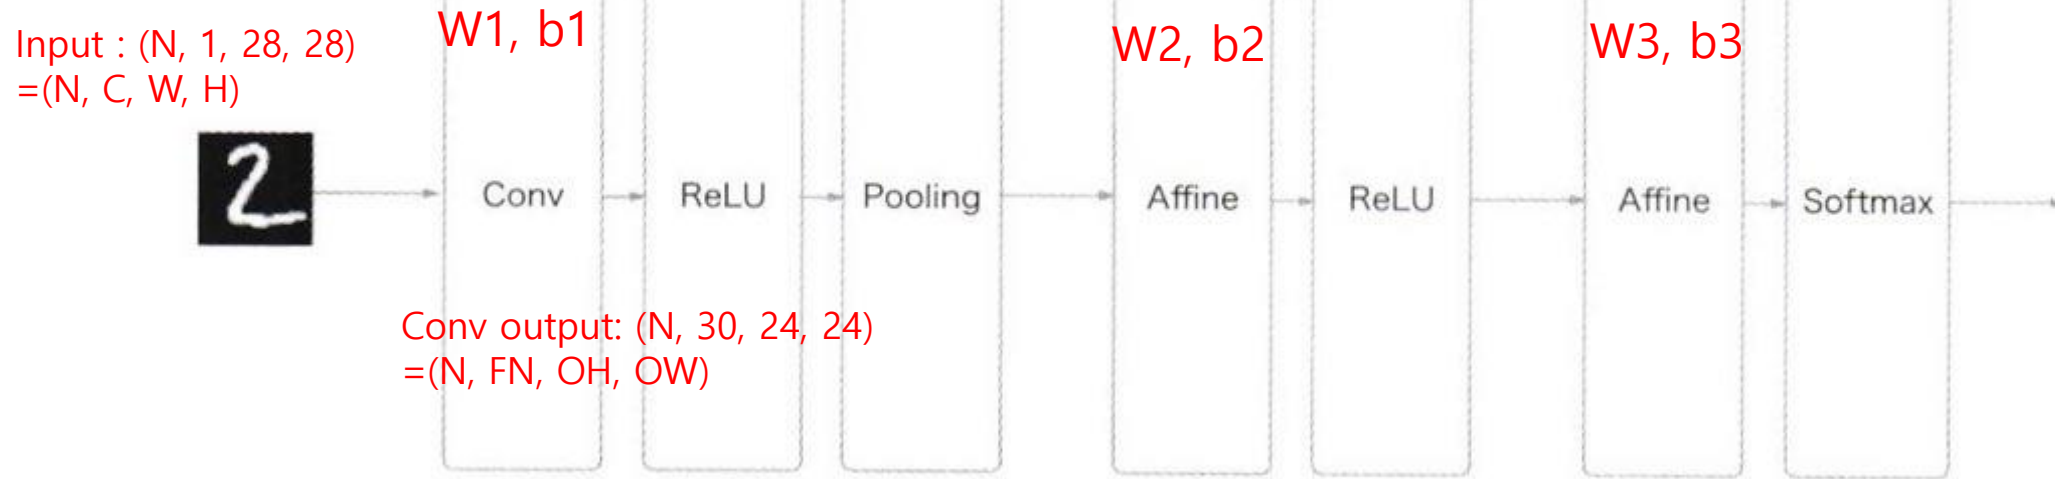 Input : (N, 1, 28, 28)
=(N, C, W, H)
W1, b1
W2, b2
W3, b3
2
Conv
ReLU
Pooling
Affine
ReLU
Affine
Softmax
Conv output: (N, 30, 24, 24)
=(N, FN, OH, OW)